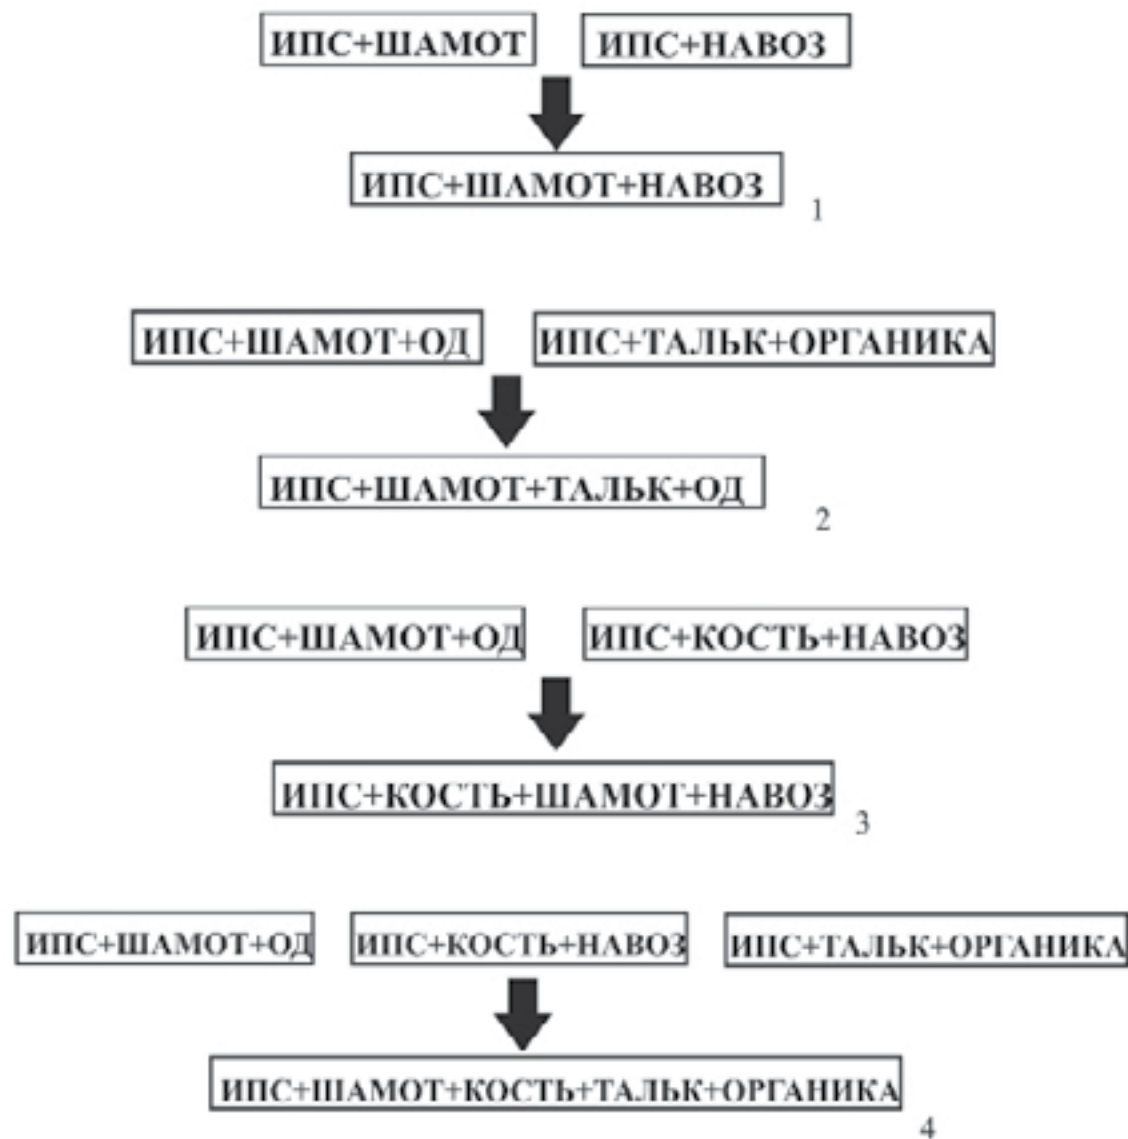 ИПС+ШАМОТ ИПС+НАВОЗ
ИПС+ШАМОТ+НАВОЗ
1
ИПС+ШАМОТ+ОД ИПС+ТАЛЬК+ОРГАНИКА
ИПС+ШАМОТ+ТАЛЬК+ОД
2
ИПС+ШАМОТ+ОД ИПС+КОСТЬ+НАВОЗ
ИПС+КОСТЬ+ШАМОТ+НАВОЗ
3
ИПС+ШАМОТ+ОД ИПС+КОСТЬ+НАВОЗ ИПС+ТАЛЬК+ОРГАНИКА
ИПС+ШАМОТ+КОСТЬ+ТАЛЬК+ОРГАНИКА
4